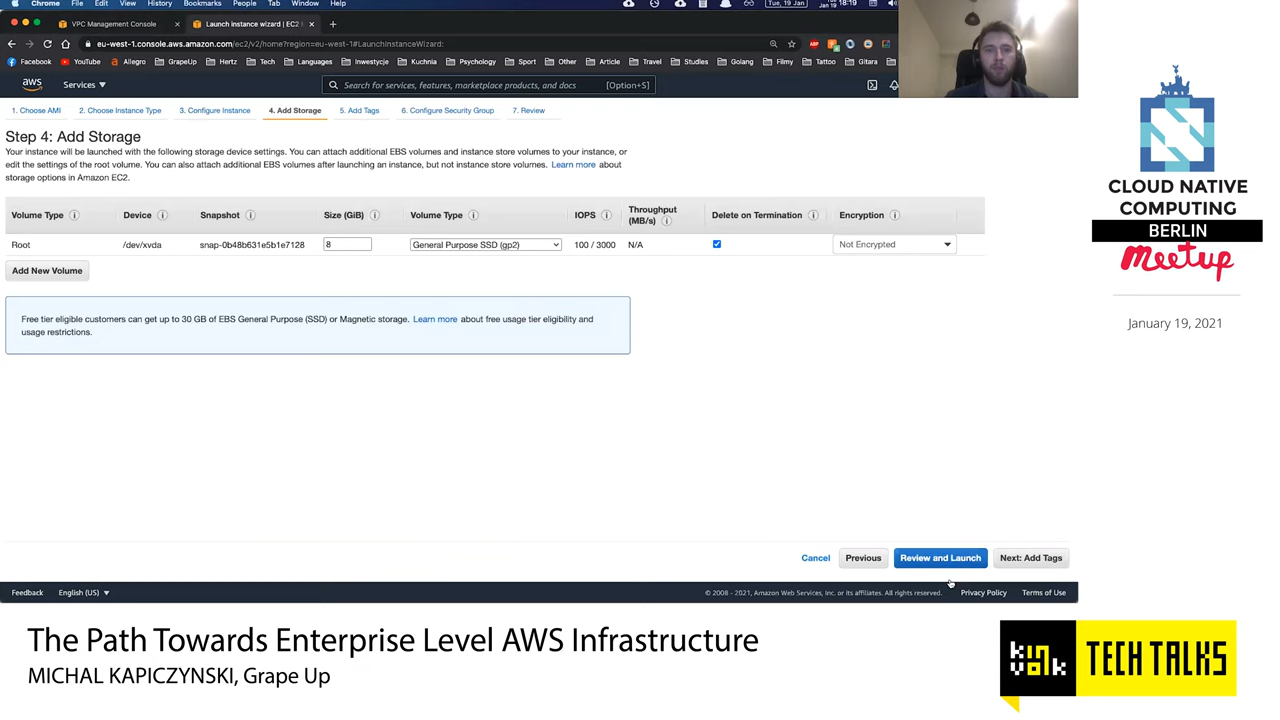 Chrome File Edit View History Bookmarks People Tab Window Help
Tue, 19 Jan
Jan 19 18:19
VPC Management Console
Launch instance wizard | EC2
eu-west-1.console.aws.amazon.com/ec2/v2/home?region=eu-west-1#LaunchInstanceWizard:
ABP
Facebook YouTube Allegro GrapeUp Hertz Tech Languages Inwestycje Kuchnia Psychology Sport Other Article Travel Studies Golang Filmy Tattoo Gitara
aws Services Search for services, features, marketplace products, and docs [Option+S]
1. Choose AMI 2. Choose Instance Type 3. Configure Instance 4. Add Storage 5. Add Tags 6. Configure Security Group 7. Review
Step 4: Add Storage
Your instance will be launched with the following storage device settings. You can attach additional EBS volumes and instance store volumes to your instance, or
edit the settings of the root volume. You can also attach additional EBS volumes after launching an instance, but not instance store volumes. Learn more about
storage options in Amazon EC2.
Volume Type Device Snapshot Size (GiB) Volume Type IOPS Throughput (MB/s) Delete on Termination Encryption
Root /dev/xvda snap-0b48b631e5b1e7128 8 General Purpose SSD (gp2) 100 / 3000 N/A Not Encrypted
Add New Volume
Free tier eligible customers can get up to 30 GB of EBS General Purpose (SSD) or Magnetic storage. Learn more about free usage tier eligibility and
usage restrictions.
Cancel Previous Review and Launch Next: Add Tags
Feedback English (US) © 2008 - 2021, Amazon Web Services, Inc. or its affiliates. All rights reserved. Privacy Policy Terms of Use
CLOUD NATIVE
COMPUTING
BERLIN
Meetup
January 19, 2021
The Path Towards Enterprise Level AWS Infrastructure
MICHAL KAPICZYNSKI, Grape Up
kinvolk TECH TALKS